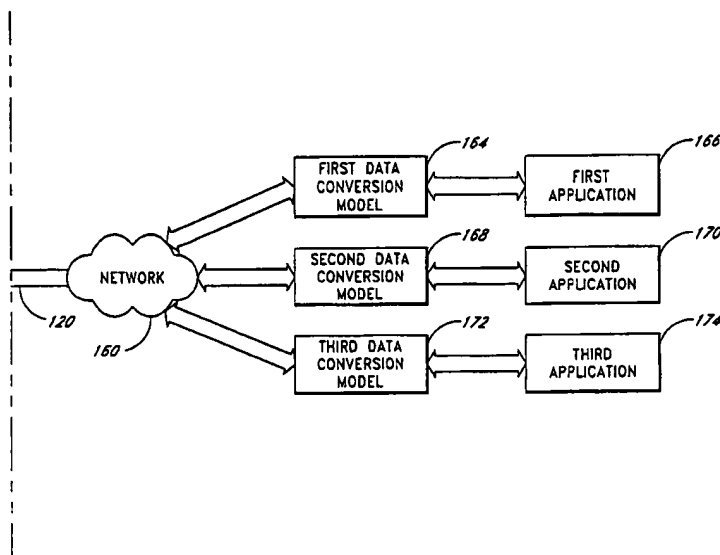 164
166
FIRST DATA
CONVERSION
MODEL
FIRST
APPLICATION
168
170
NETWORK
SECOND DATA
CONVERSION
MODEL
SECOND
APPLICATION
120
160
172
174
THIRD DATA
CONVERSION
MODEL
THIRD
APPLICATION